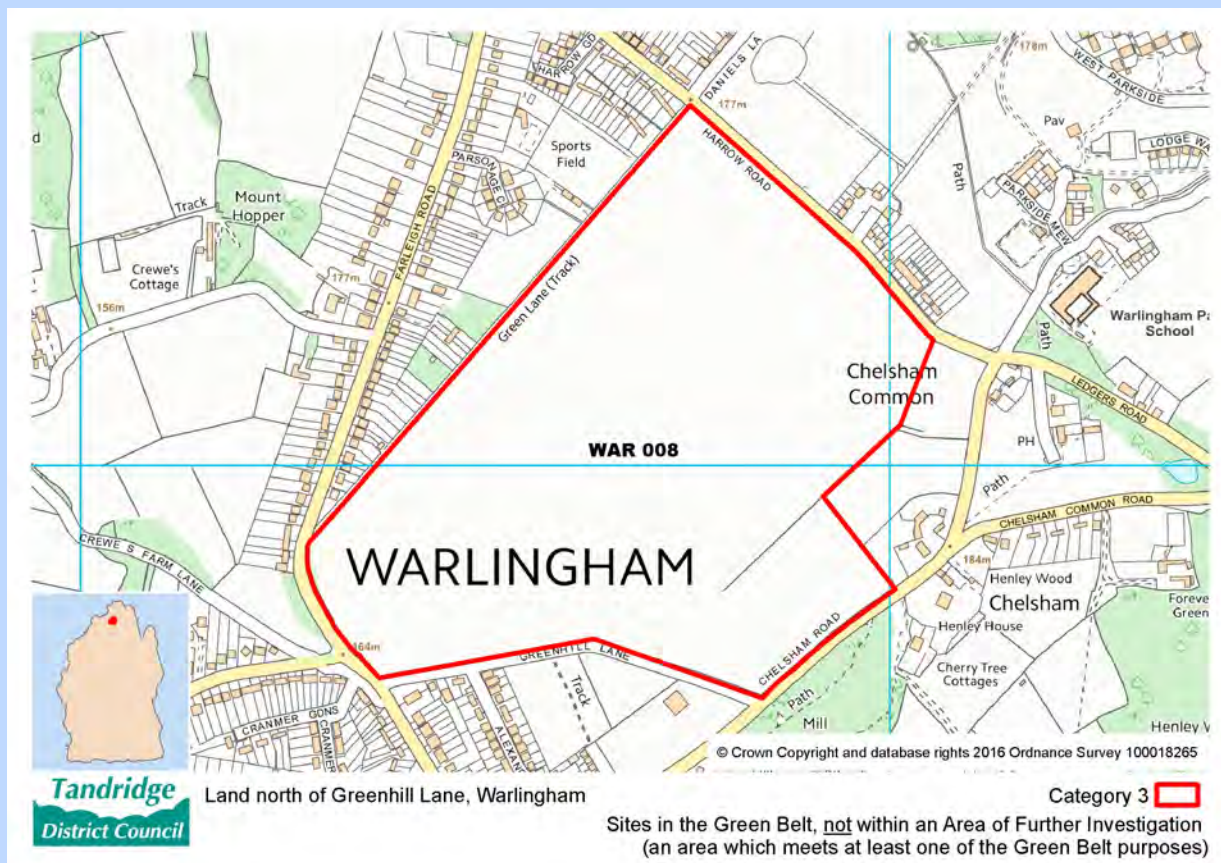 CHARROW GD
DANIELS LA
177m
178m
WEST PARKSIDE
Pav
LODGE WA
PARKSIDE MEW
Path
HARROW ROAD
Sports
Field
PARSONAGE CL
FARLEIGH ROAD
d
Mount
Hopper
Track
Crewe's
Cottage
177m
156m
Green Lane (Track)
Path
Warlingham Pa
School
Chelsham
Common
LEDGERS ROAD
PH
WAR 008
Path
CHELSHAM COMMON ROAD
CREWE S FARM LANE
WARLINGHAM
184m
Henley Wood
Chelsham
Foreve
Green
Henley House
CHELSHAM ROAD
164m
GREENHILL LANE
Cherry Tree
Cottages
Track
Path
Mill
CRANMER GDNS
CRANMER
ALEXAN
Henley W
© Crown Copyright and database rights 2016 Ordnance Survey 100018265
Tandridge
District Council
Land north of Greenhill Lane, Warlingham
Category 3
Sites in the Green Belt, not within an Area of Further Investigation
(an area which meets at least one of the Green Belt purposes)